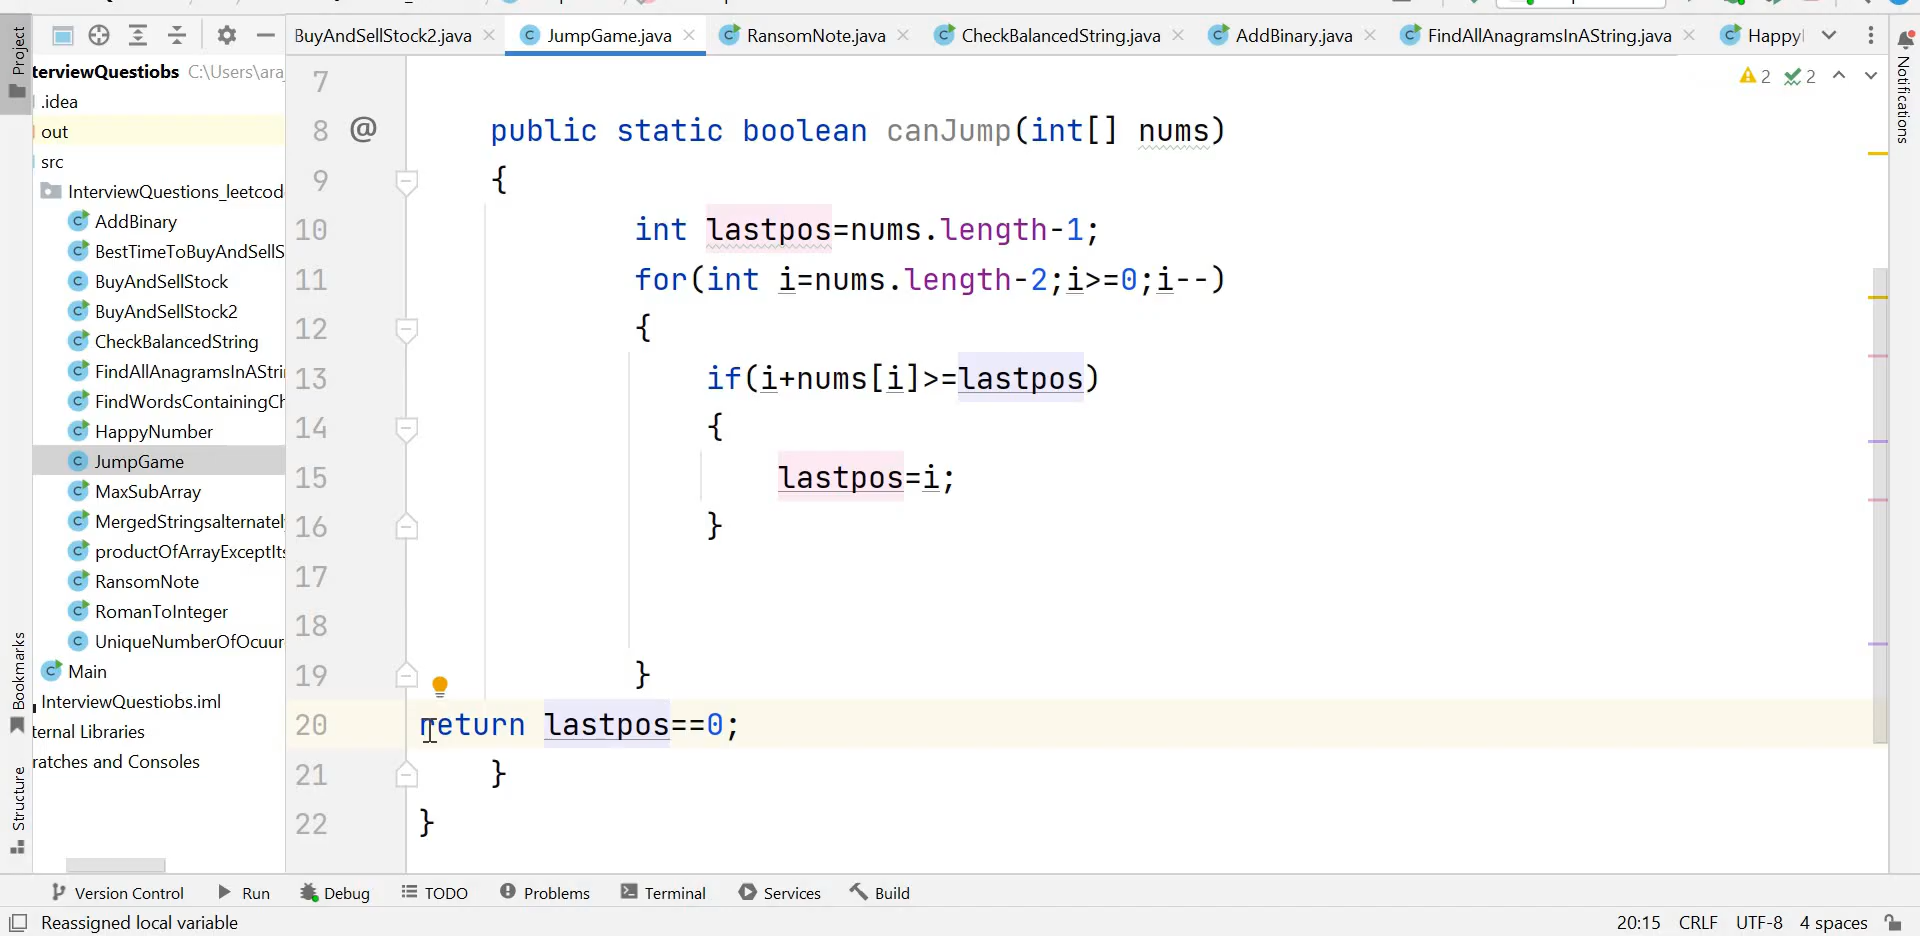 BuyAndSellStock2.java
JumpGame.java
RansomNote.java
CheckBalancedString.java
AddBinary.java
FindAllAnagramsInAString.java
Happy
Project
terviewQuestiobs C:\Users\ara
.idea
out
src
InterviewQuestions_leetcod
AddBinary
BestTimeToBuyAndSellS
BuyAndSellStock
BuyAndSellStock2
CheckBalancedString
FindAllAnagramsInAStri
FindWordsContainingCh
HappyNumber
JumpGame
MaxSubArray
MergedStringsalternatel
productOfArrayExceptIts
RansomNote
RomanToInteger
UniqueNumberOfOcuur
Main
InterviewQuestiobs.iml
ternal Libraries
ratches and Consoles
Bookmarks
Structure
7
8 @ public static boolean canJump(int[] nums)
9 {
10 int lastpos=nums.length-1;
11 for(int i=nums.length-2;i>=0;i--)
12 {
13 if(i+nums[i]>=lastpos)
14 {
15 lastpos=i;
16 }
17
18
19 }
20 return lastpos==0;
21 }
22 }
2 2
Notifications
Version Control Run Debug TODO Problems Terminal Services Build
Reassigned local variable 20:15 CRLF UTF-8 4 spaces